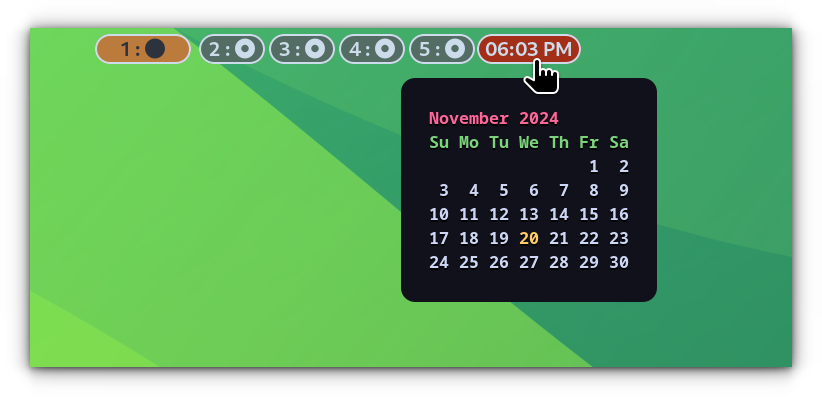 1: 2: 3: 4: 5: 06:03 PM
November 2024
Su Mo Tu We Th Fr Sa
1 2
3 4 5 6 7 8 9
10 11 12 13 14 15 16
17 18 19 20 21 22 23
24 25 26 27 28 29 30